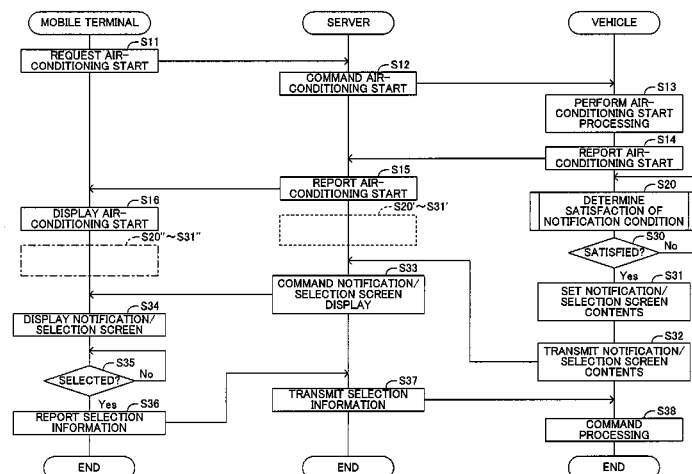 MOBILE TERMINAL
SERVER
VEHICLE
S11
REQUEST AIR-
CONDITIONING START
S12
COMMAND AIR-
CONDITIONING START
S13
PERFORM AIR-
CONDITIONING START
PROCESSING
S14
REPORT AIR-
CONDITIONING START
S15
REPORT AIR-
CONDITIONING START
S16
DISPLAY AIR-
CONDITIONING START
S20
DETERMINE
SATISFACTION OF
NOTIFICATION CONDITION
S20'~S31'
S20"~S31"
S30
SATISFIED?
No
Yes
S31
SET NOTIFICATION/
SELECTION SCREEN
CONTENTS
S32
TRANSMIT NOTIFICATION/
SELECTION SCREEN
CONTENTS
S33
COMMAND NOTIFICATION/
SELECTION SCREEN
DISPLAY
S34
DISPLAY NOTIFICATION/
SELECTION SCREEN
S35
SELECTED?
No
Yes
S36
REPORT SELECTION
INFORMATION
S37
TRANSMIT SELECTION
INFORMATION
S38
COMMAND
PROCESSING
END
END
END